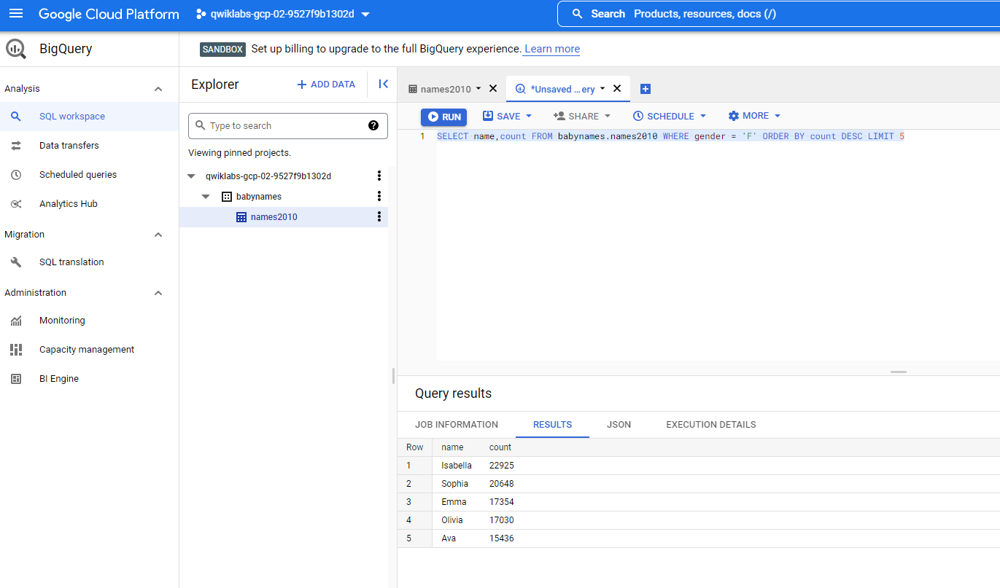 Google Cloud Platform
qwiklabs-gcp-02-9527f9b1302d
Search Products, resources, docs (/)
BigQuery
SANDBOX Set up billing to upgrade to the full BigQuery experience. Learn more
Analysis
SQL workspace
Data transfers
Scheduled queries
Analytics Hub
Migration
SQL translation
Administration
Monitoring
Capacity management
BI Engine
Explorer
+ ADD DATA
Type to search
Viewing pinned projects.
qwiklabs-gcp-02-9527f9b1302d
babynames
names2010
names2010
*Unsaved ...ery
RUN SAVE SHARE SCHEDULE MORE
1 SELECT name,count FROM babynames.names2010 WHERE gender = 'F' ORDER BY count DESC LIMIT 5
Query results
JOB INFORMATION RESULTS JSON EXECUTION DETAILS
Row name count
1 Isabella 22925
2 Sophia 20648
3 Emma 17354
4 Olivia 17030
5 Ava 15436